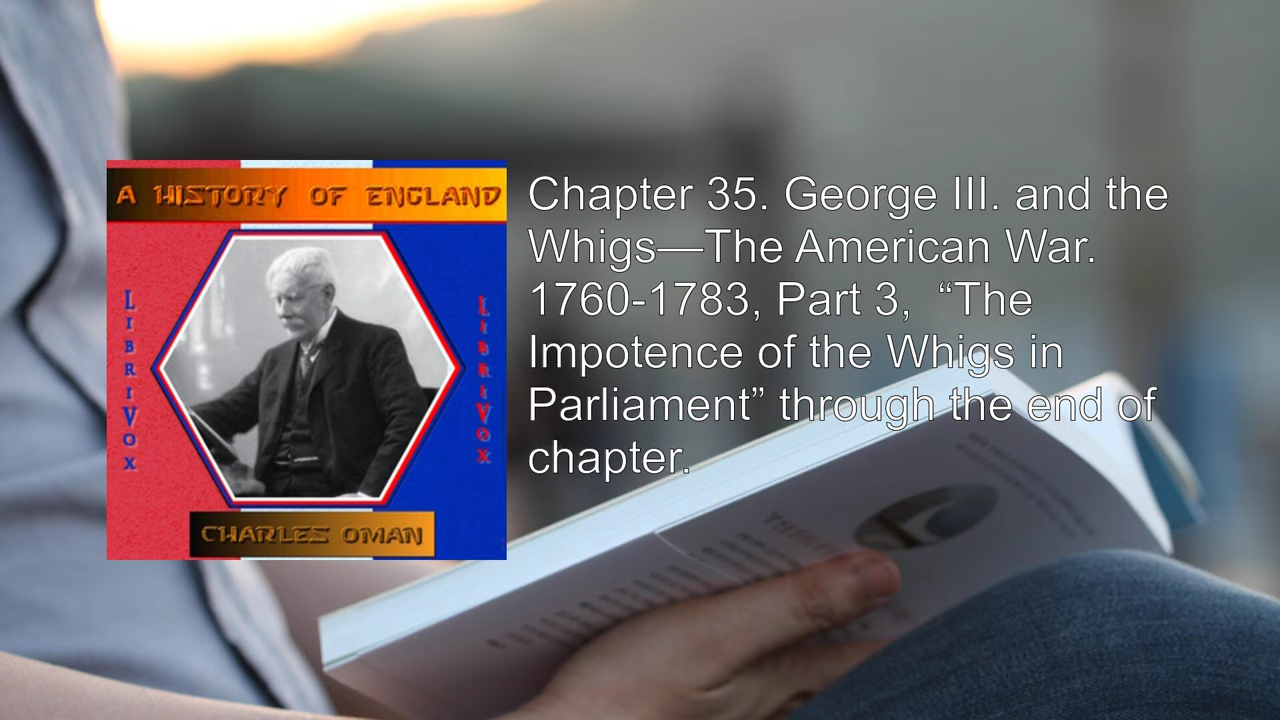 A HISTORY OF ENGLAND
LIBRIVOX
LIBRIVOX
CHARLES OMAN
Chapter 35. George III. and the
Whigs—The American War.
1760-1783, Part 3, “The
Impotence of the Whigs in
Parliament” through the end of
chapter.